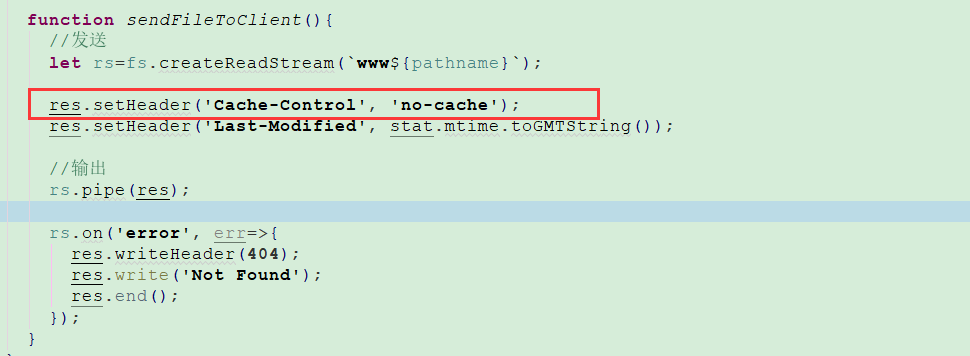 function sendFileToClient(){
//发送
let rs=fs.createReadStream(`www${pathname}`);
res.setHeader('Cache-Control', 'no-cache');
res.setHeader('Last-Modified', stat.mtime.toGMTString());
//输出
rs.pipe(res);
rs.on('error', err=>{
res.writeHeader(404);
res.write('Not Found');
res.end();
});
}